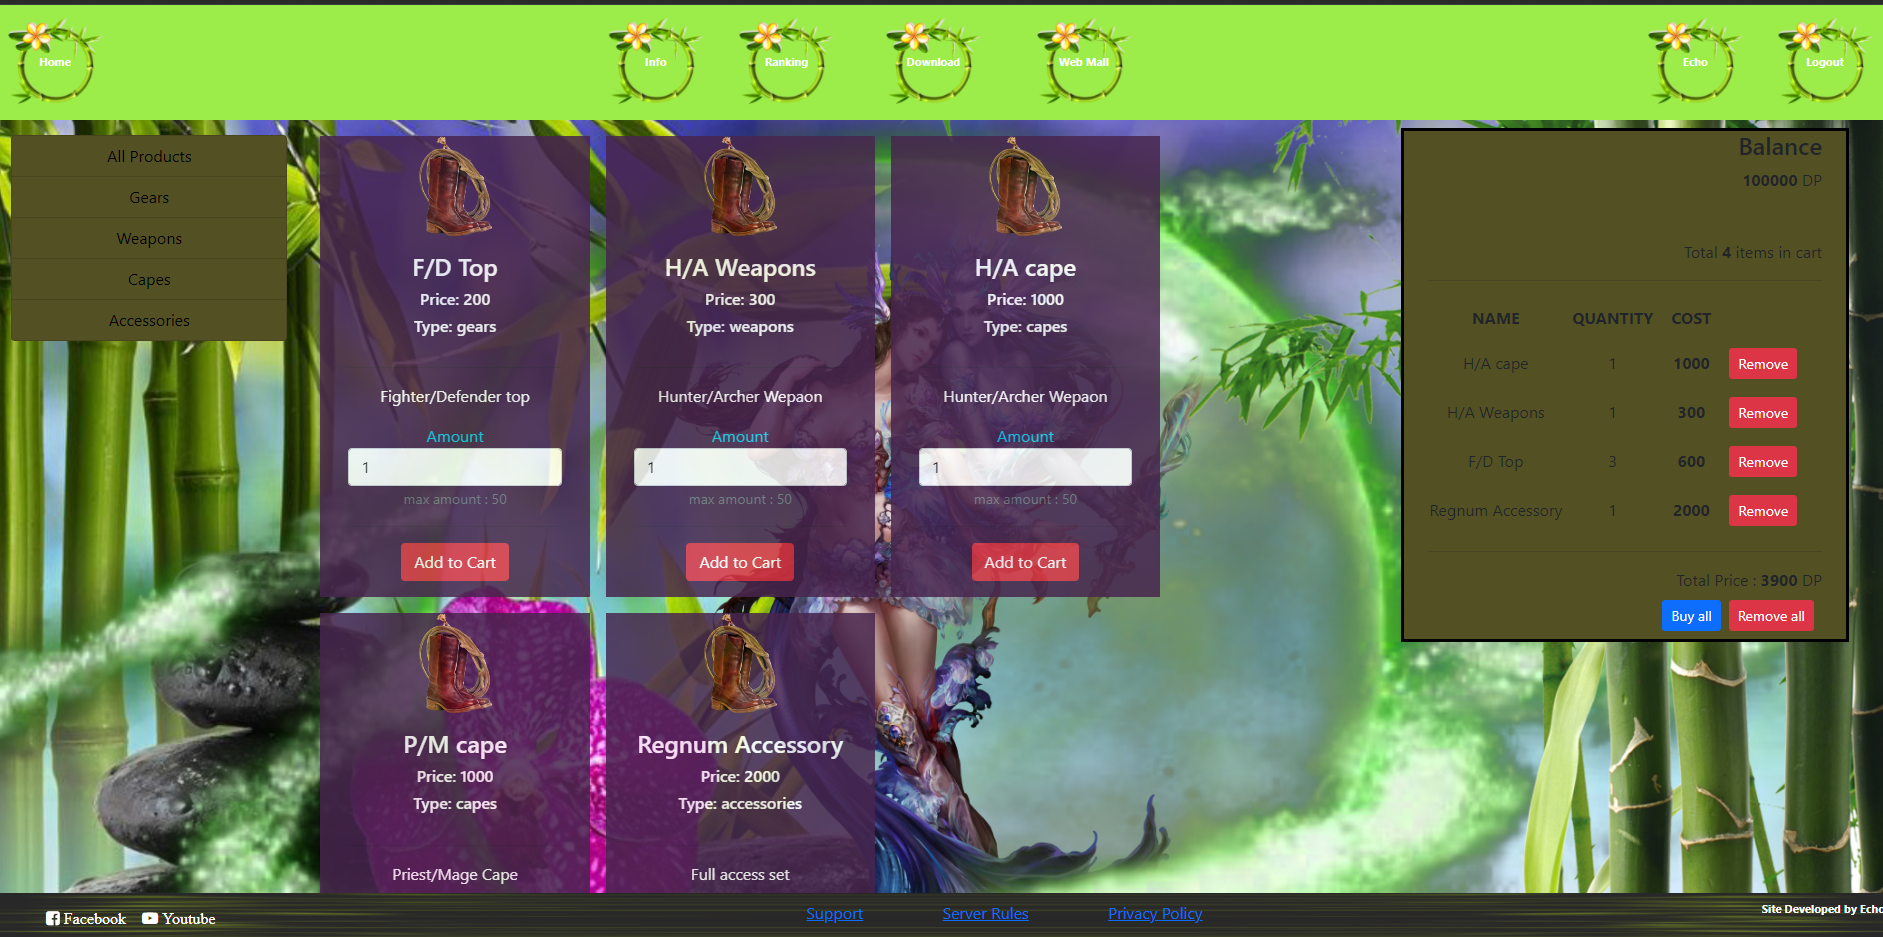 Home
Info
Ranking
Download
Web Mall
Echo
Logout
All Products
Gears
Weapons
Capes
Accessories
F/D Top
Price: 200
Type: gears
Fighter/Defender top
Amount
1
max amount : 50
Add to Cart
H/A Weapons
Price: 300
Type: weapons
Hunter/Archer Wepaon
Amount
1
max amount : 50
Add to Cart
H/A cape
Price: 1000
Type: capes
Hunter/Archer Wepaon
Amount
1
max amount : 50
Add to Cart
P/M cape
Price: 1000
Type: capes
Priest/Mage Cape
Regnum Accessory
Price: 2000
Type: accessories
Full access set
Balance
100000 DP
Total 4 items in cart
NAME QUANTITY COST
H/A cape 1 1000 Remove
H/A Weapons 1 300 Remove
F/D Top 3 600 Remove
Regnum Accessory 1 2000 Remove
Total Price : 3900 DP
Buy all Remove all
Facebook Youtube
Support
Server Rules
Privacy Policy
Site Developed by Echo